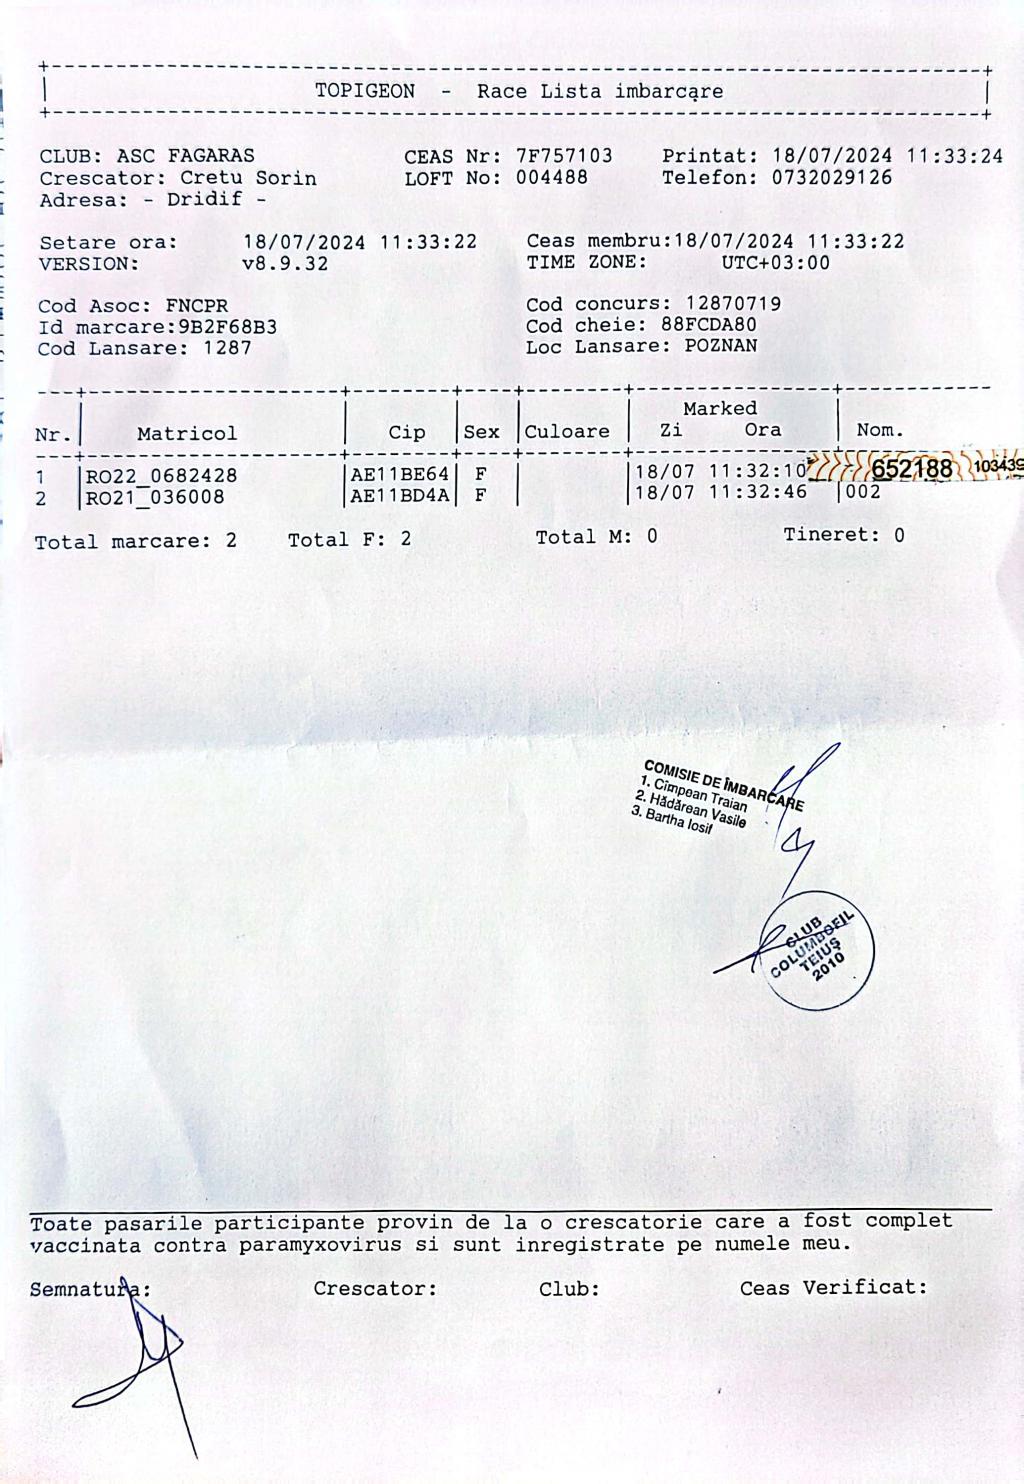 TOPIGEON - Race Lista imbarcare
CLUB: ASC FAGARAS CEAS Nr: 7F757103 Printat: 18/07/2024 11:33:24
Crescator: Cretu Sorin LOFT No: 004488 Telefon: 0732029126
Adresa: - Dridif -
Setare ora: 18/07/2024 11:33:22 Ceas membru:18/07/2024 11:33:22
VERSION: v8.9.32 TIME ZONE: UTC+03:00
Cod Asoc: FNCPR Cod concurs: 12870719
Id marcare:9B2F68B3 Cod cheie: 88FCDA80
Cod Lansare: 1287 Loc Lansare: POZNAN
Marked
Nr. Matricol Cip Sex Culoare Zi Ora Nom.
1 RO22_0682428 AE11BE64 F 18/07 11:32:10 652188 103439
2 RO21_036008 AE11BD4A F 18/07 11:32:46 002
Total marcare: 2 Total F: 2 Total M: 0 Tineret: 0
COMISIE DE ÎMBARCARE
1. Cîmpean Traian
2. Hădărean Vasile
3. Bartha Iosif
CLUB
COLUMBOFIL
TEIUȘ
2010
Toate pasarile participante provin de la o crescatorie care a fost complet
vaccinata contra paramyxovirus si sunt inregistrate pe numele meu.
Semnatura: Crescator: Club: Ceas Verificat: